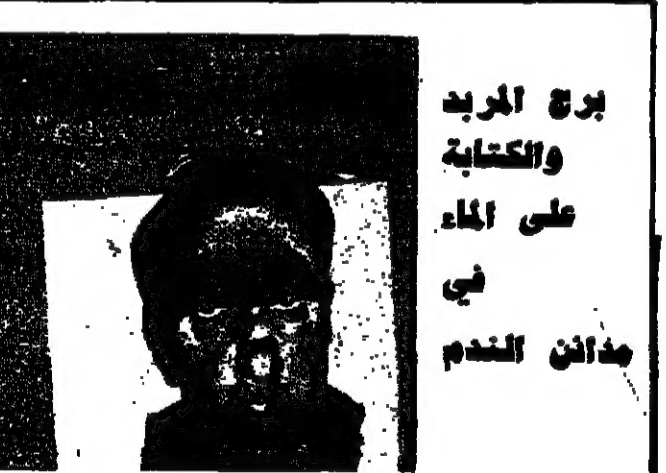 برج المربد
والكتابة
على الماء
في
مدائن الندم